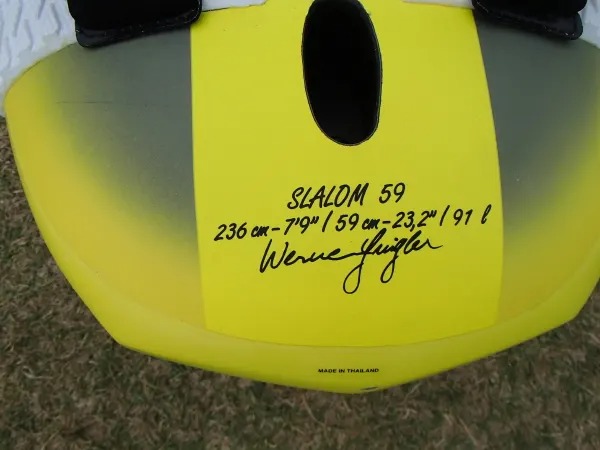 SLALOM 59
236 cm - 7'9" / 59 cm - 23,2" / 91 l
Werner Gnigler
MADE IN THAILAND